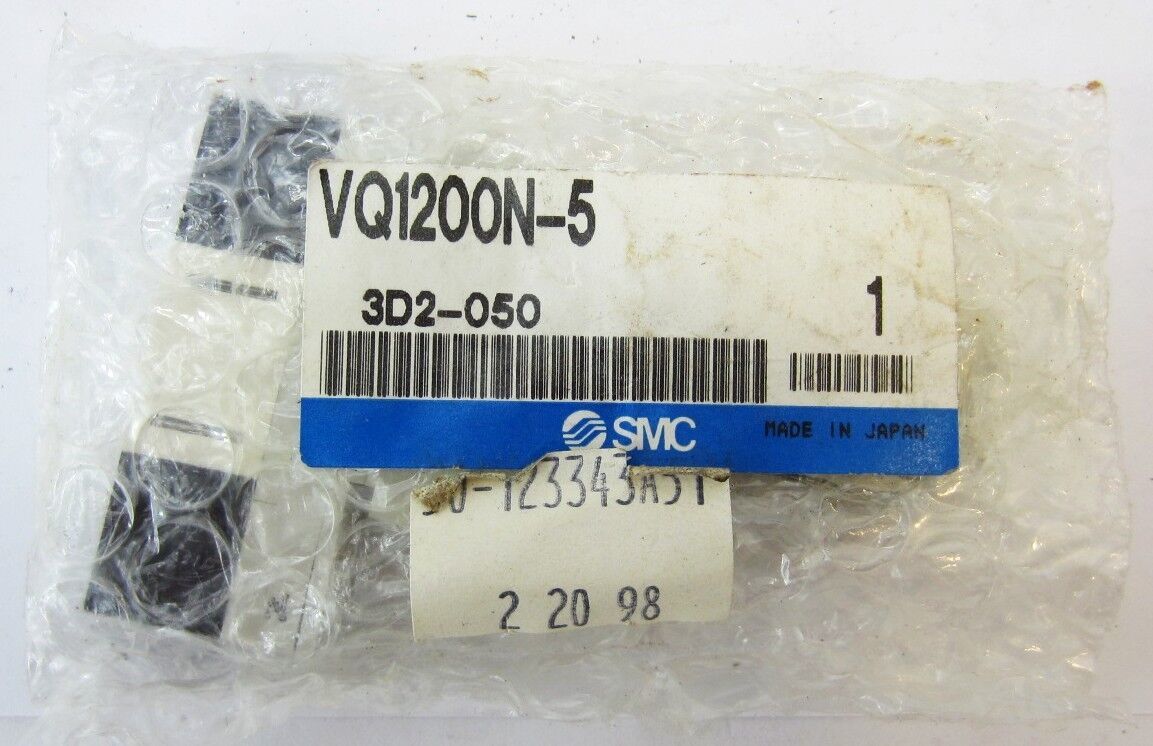 VQ1200N-5
3D2-050
1
SMC
MADE IN JAPAN
2 20 98